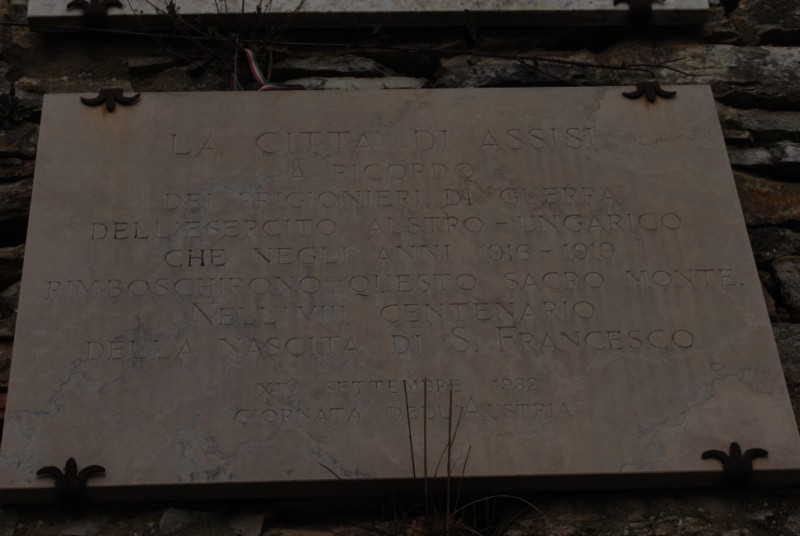 LA CITTA' DI ASSISI
A RICORDO
DEI PRIGIONIERI DI GUERRA
DELL'ESERCITO AUSTRO-UNGARICO
CHE NEGLI ANNI 1916-1919
RIMBOSCHIRONO QUESTO SACRO MONTE.
NELL'VIII CENTENARIO
DELLA NASCITA DI S. FRANCESCO
XIV SETTEMBRE 1982
GIORNATA DELL'AUSTRIA